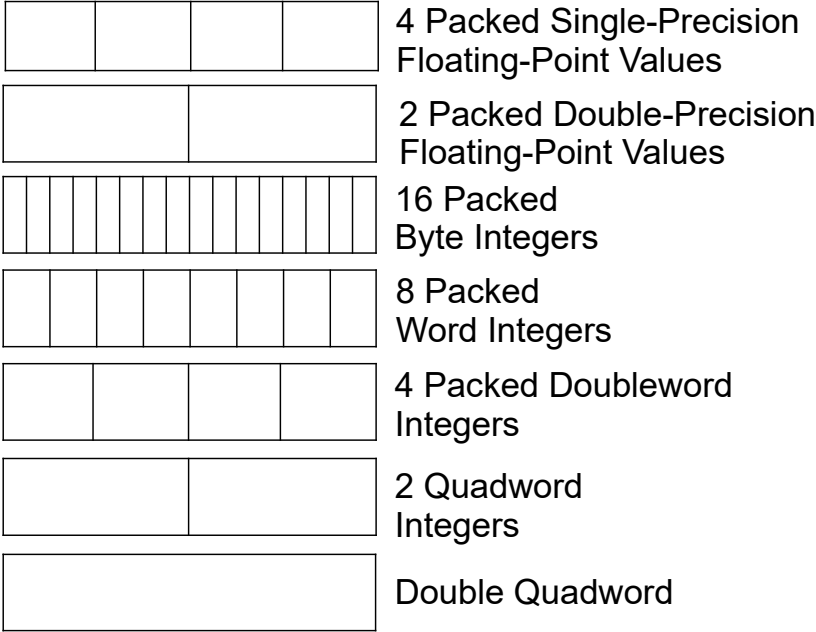 4 Packed Single-Precision
Floating-Point Values
2 Packed Double-Precision
Floating-Point Values
16 Packed
Byte Integers
8 Packed
Word Integers
4 Packed Doubleword
Integers
2 Quadword
Integers
Double Quadword